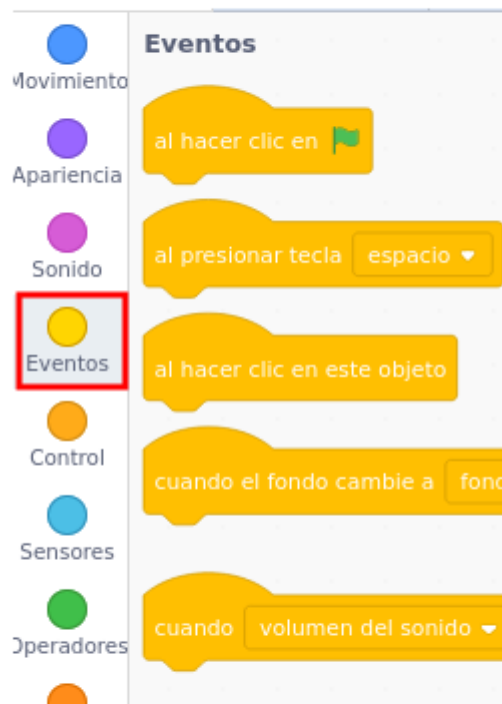 Movimiento
Apariencia
Sonido
Eventos
Control
Sensores
Operadores
Eventos
al hacer clic en
al presionar tecla espacio
al hacer clic en este objeto
cuando el fondo cambie a
cuando volumen del sonido